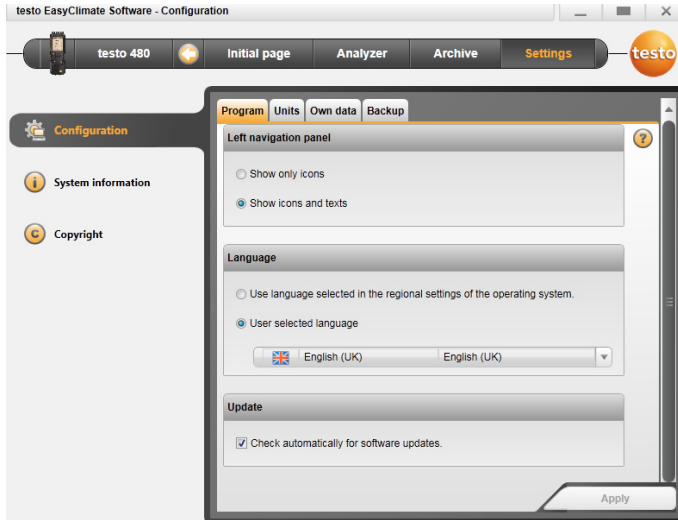 testo EasyClimate Software - Configuration
testo 480 Initial page Analyzer Archive Settings testo
Configuration
System information
C Copyright
Program Units Own data Backup
Left navigation panel
?
Show only icons
Show icons and texts
Language
Use language selected in the regional settings of the operating system.
User selected language
English (UK) English (UK)
Update
Check automatically for software updates.
Apply